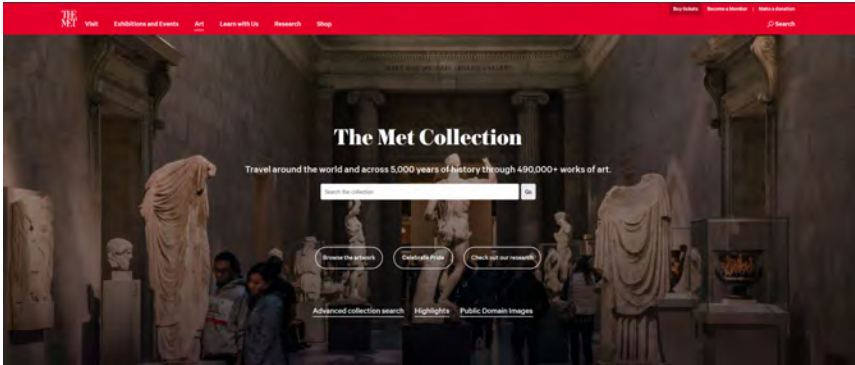 Buy tickets Become a Member | Make a donation
THE MET
Visit Exhibitions and Events Art Learn with Us Research Shop
Search
The Met Collection
Travel around the world and across 5,000 years of history through 490,000+ works of art.
Search the collection Go
Browse the artwork Celebrate Pride Check out our research
Advanced collection search Highlights Public Domain Images